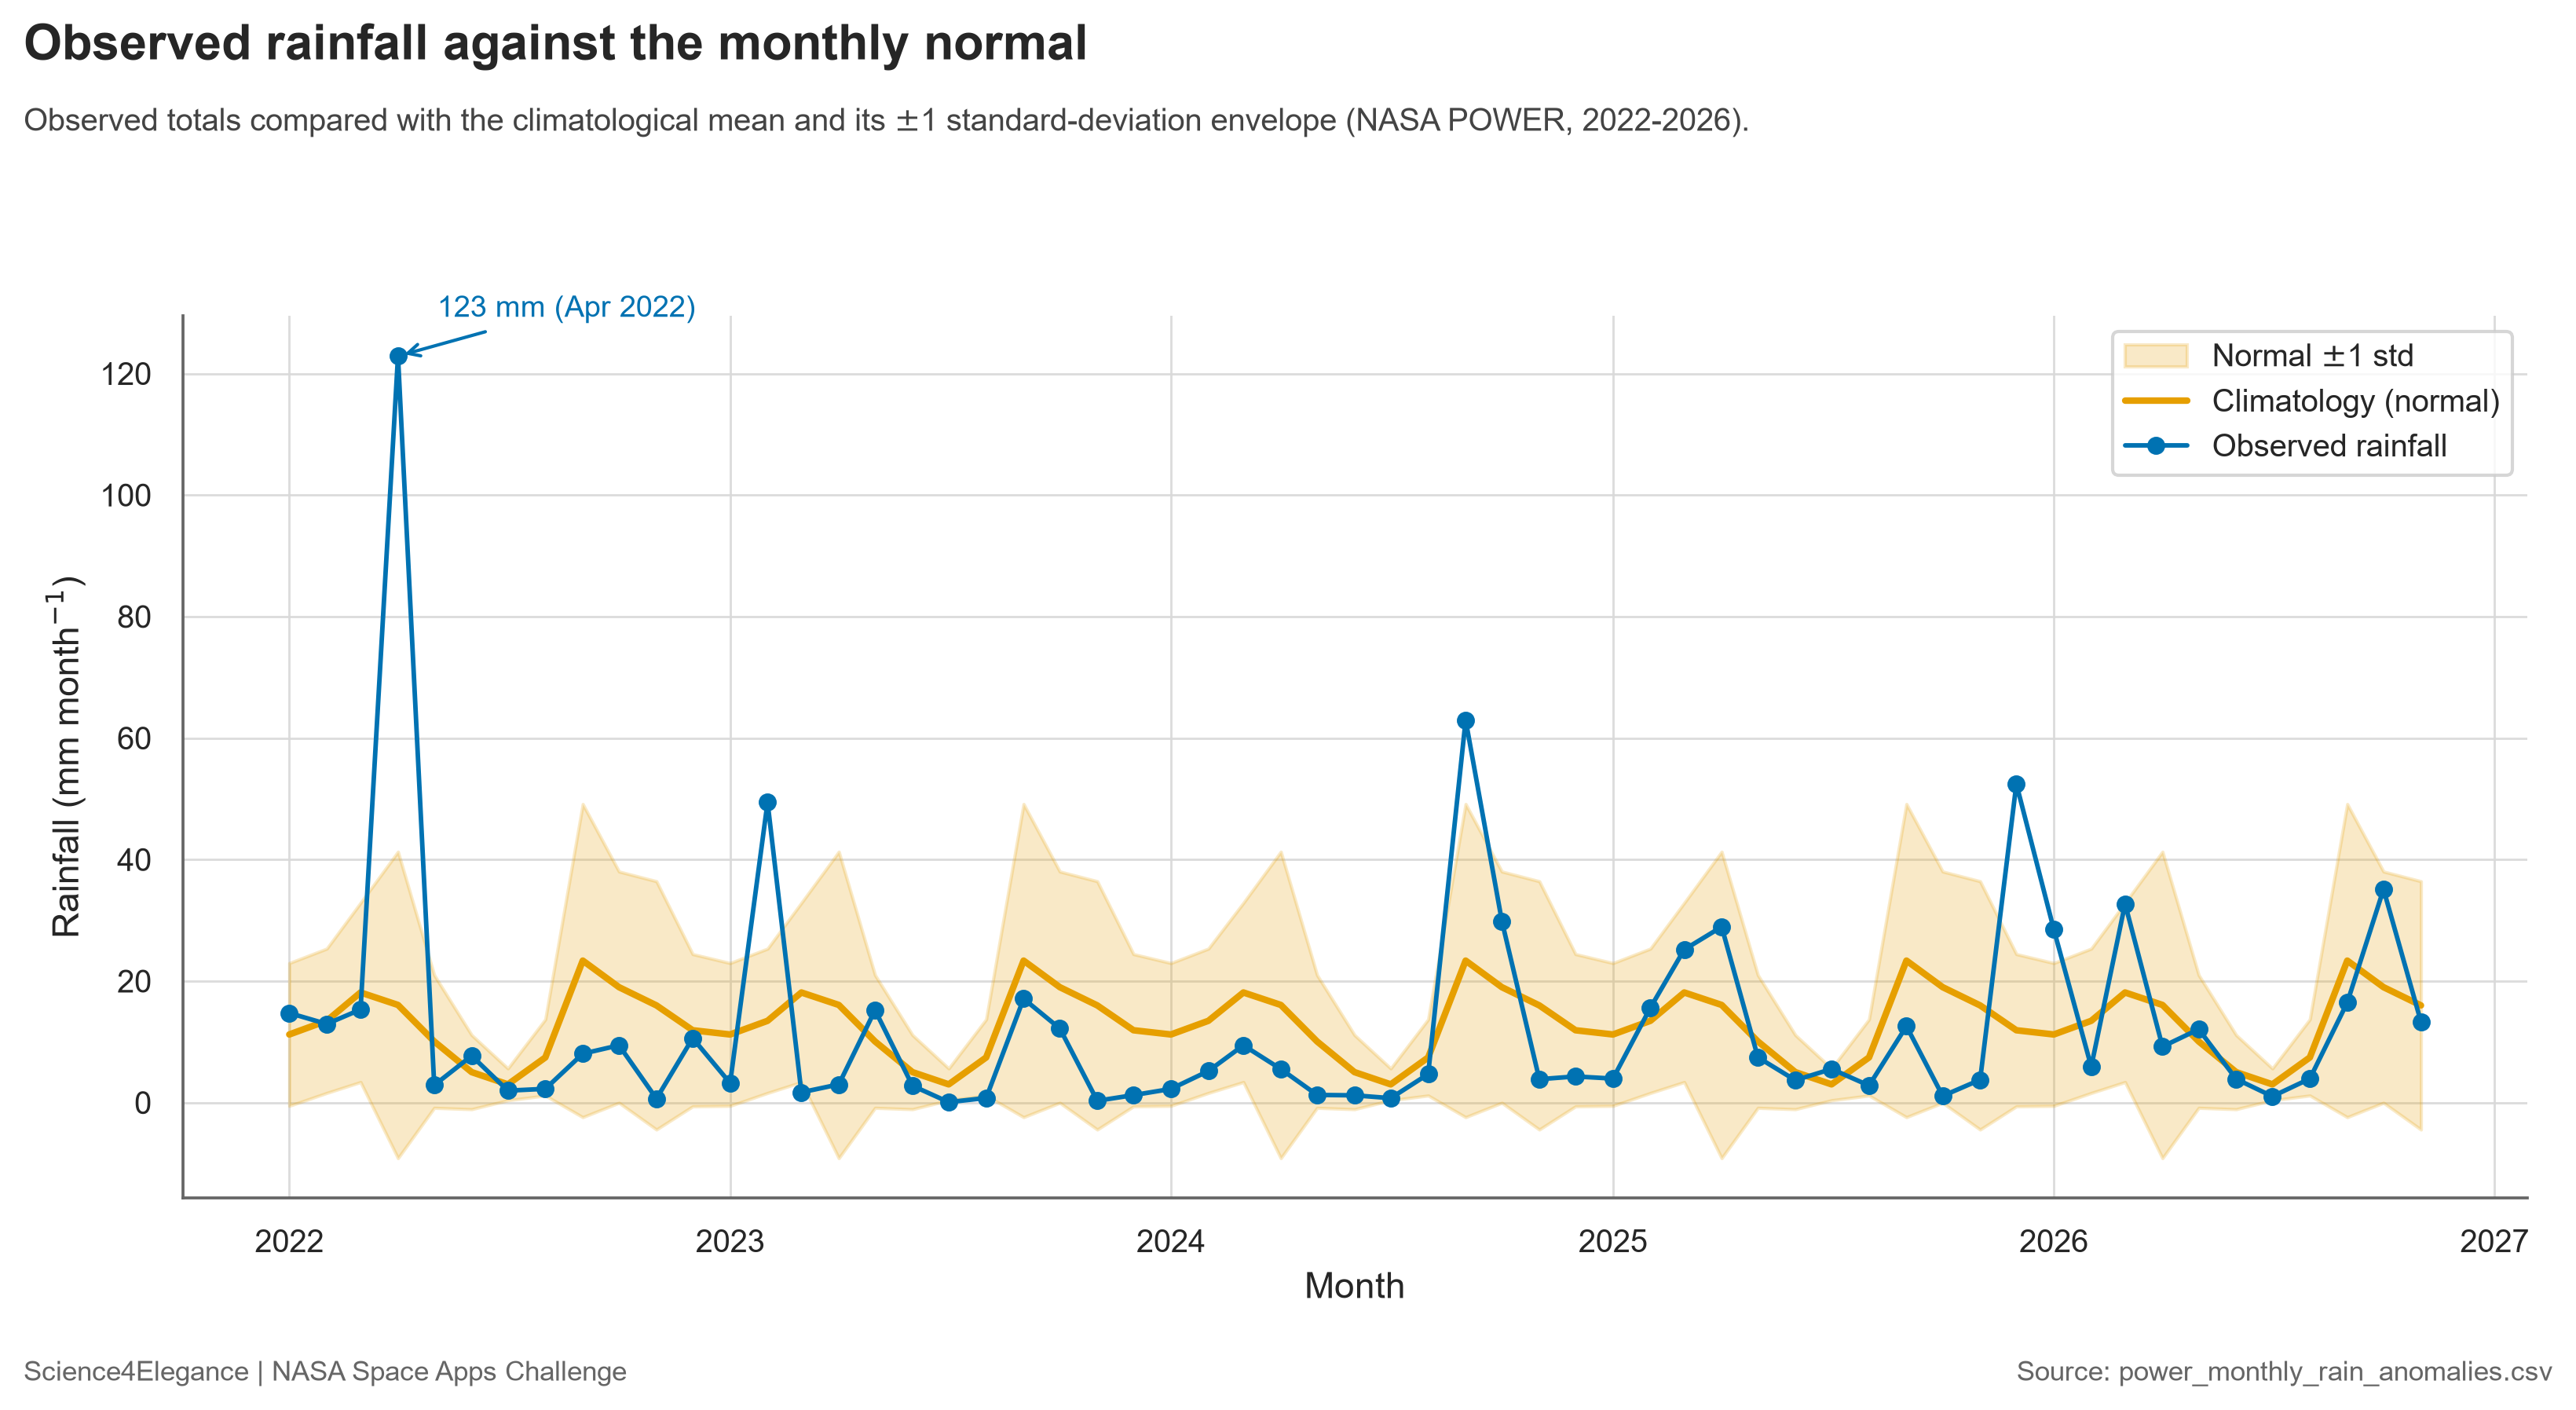 Observed rainfall against the monthly normal
Observed totals compared with the climatological mean and its ±1 standard-deviation envelope (NASA POWER, 2022-2026).
123 mm (Apr 2022)
Normal ±1 std
Climatology (normal)
Observed rainfall
120
100
80
60
40
20
0
Rainfall (mm month⁻¹)
2022 2023 2024 2025 2026 2027
Month
Science4Elegance | NASA Space Apps Challenge
Source: power_monthly_rain_anomalies.csv